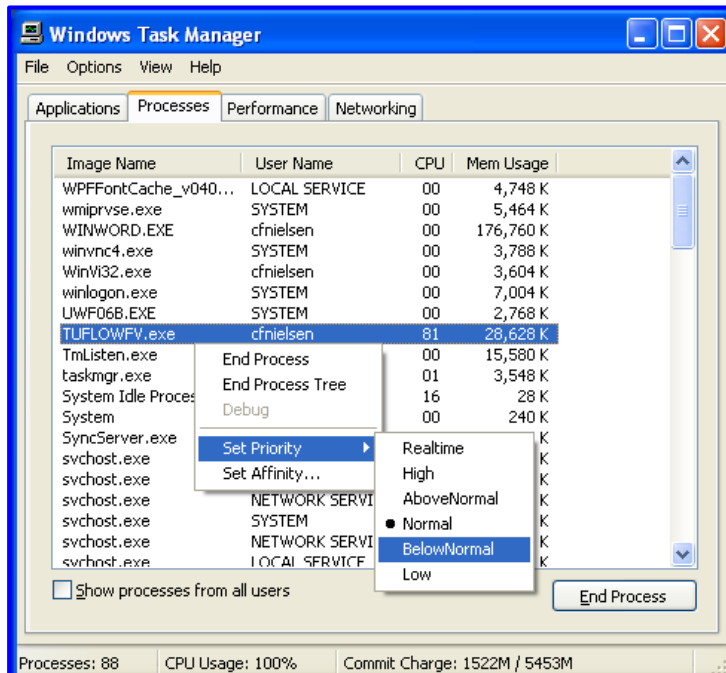 Windows Task Manager
File Options View Help
Applications Processes Performance Networking
Image Name User Name CPU Mem Usage
WPFFontCache_v040... LOCAL SERVICE 00 4,748 K
wmiprvse.exe SYSTEM 00 5,464 K
WINWORD.EXE cfnielsen 00 176,760 K
winvnc4.exe SYSTEM 00 3,788 K
WinVi32.exe cfnielsen 00 3,604 K
winlogon.exe SYSTEM 00 7,004 K
UWF06B.EXE SYSTEM 00 2,768 K
TUFLOWFV.exe cfnielsen 81 28,628 K
TmListen.exe 00 15,580 K
taskmgr.exe 01 3,548 K
System Idle Proces 16 28 K
System 00 240 K
SyncServer.exe K
svchost.exe K
svchost.exe K
svchost.exe NETWORK SERVI K
svchost.exe SYSTEM K
svchost.exe NETWORK SERVI K
svchost.exe LOCAL SERVICE K
End Process
End Process Tree
Debug
Set Priority
Set Affinity...
Realtime
High
AboveNormal
Normal
BelowNormal
Low
Show processes from all users End Process
Processes: 88 CPU Usage: 100% Commit Charge: 1522M / 5453M